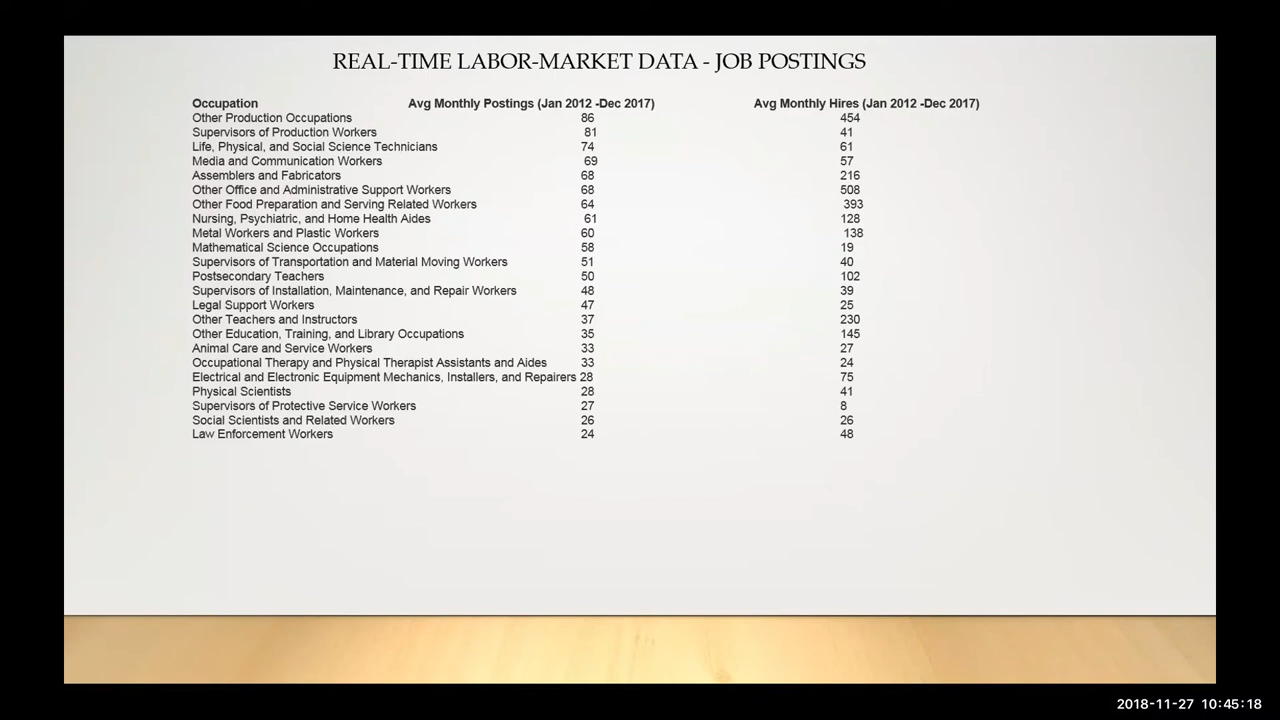 REAL-TIME LABOR-MARKET DATA - JOB POSTINGS
Occupation Avg Monthly Postings (Jan 2012 -Dec 2017) Avg Monthly Hires (Jan 2012 -Dec 2017)
Other Production Occupations 86 454
Supervisors of Production Workers 81 41
Life, Physical, and Social Science Technicians 74 61
Media and Communication Workers 69 57
Assemblers and Fabricators 68 216
Other Office and Administrative Support Workers 68 508
Other Food Preparation and Serving Related Workers 64 393
Nursing, Psychiatric, and Home Health Aides 61 128
Metal Workers and Plastic Workers 60 138
Mathematical Science Occupations 58 19
Supervisors of Transportation and Material Moving Workers 51 40
Postsecondary Teachers 50 102
Supervisors of Installation, Maintenance, and Repair Workers 48 39
Legal Support Workers 47 25
Other Teachers and Instructors 37 230
Other Education, Training, and Library Occupations 35 145
Animal Care and Service Workers 33 27
Occupational Therapy and Physical Therapist Assistants and Aides 33 24
Electrical and Electronic Equipment Mechanics, Installers, and Repairers 28 75
Physical Scientists 28 41
Supervisors of Protective Service Workers 27 8
Social Scientists and Related Workers 26 26
Law Enforcement Workers 24 48
2018-11-27 10:45:18